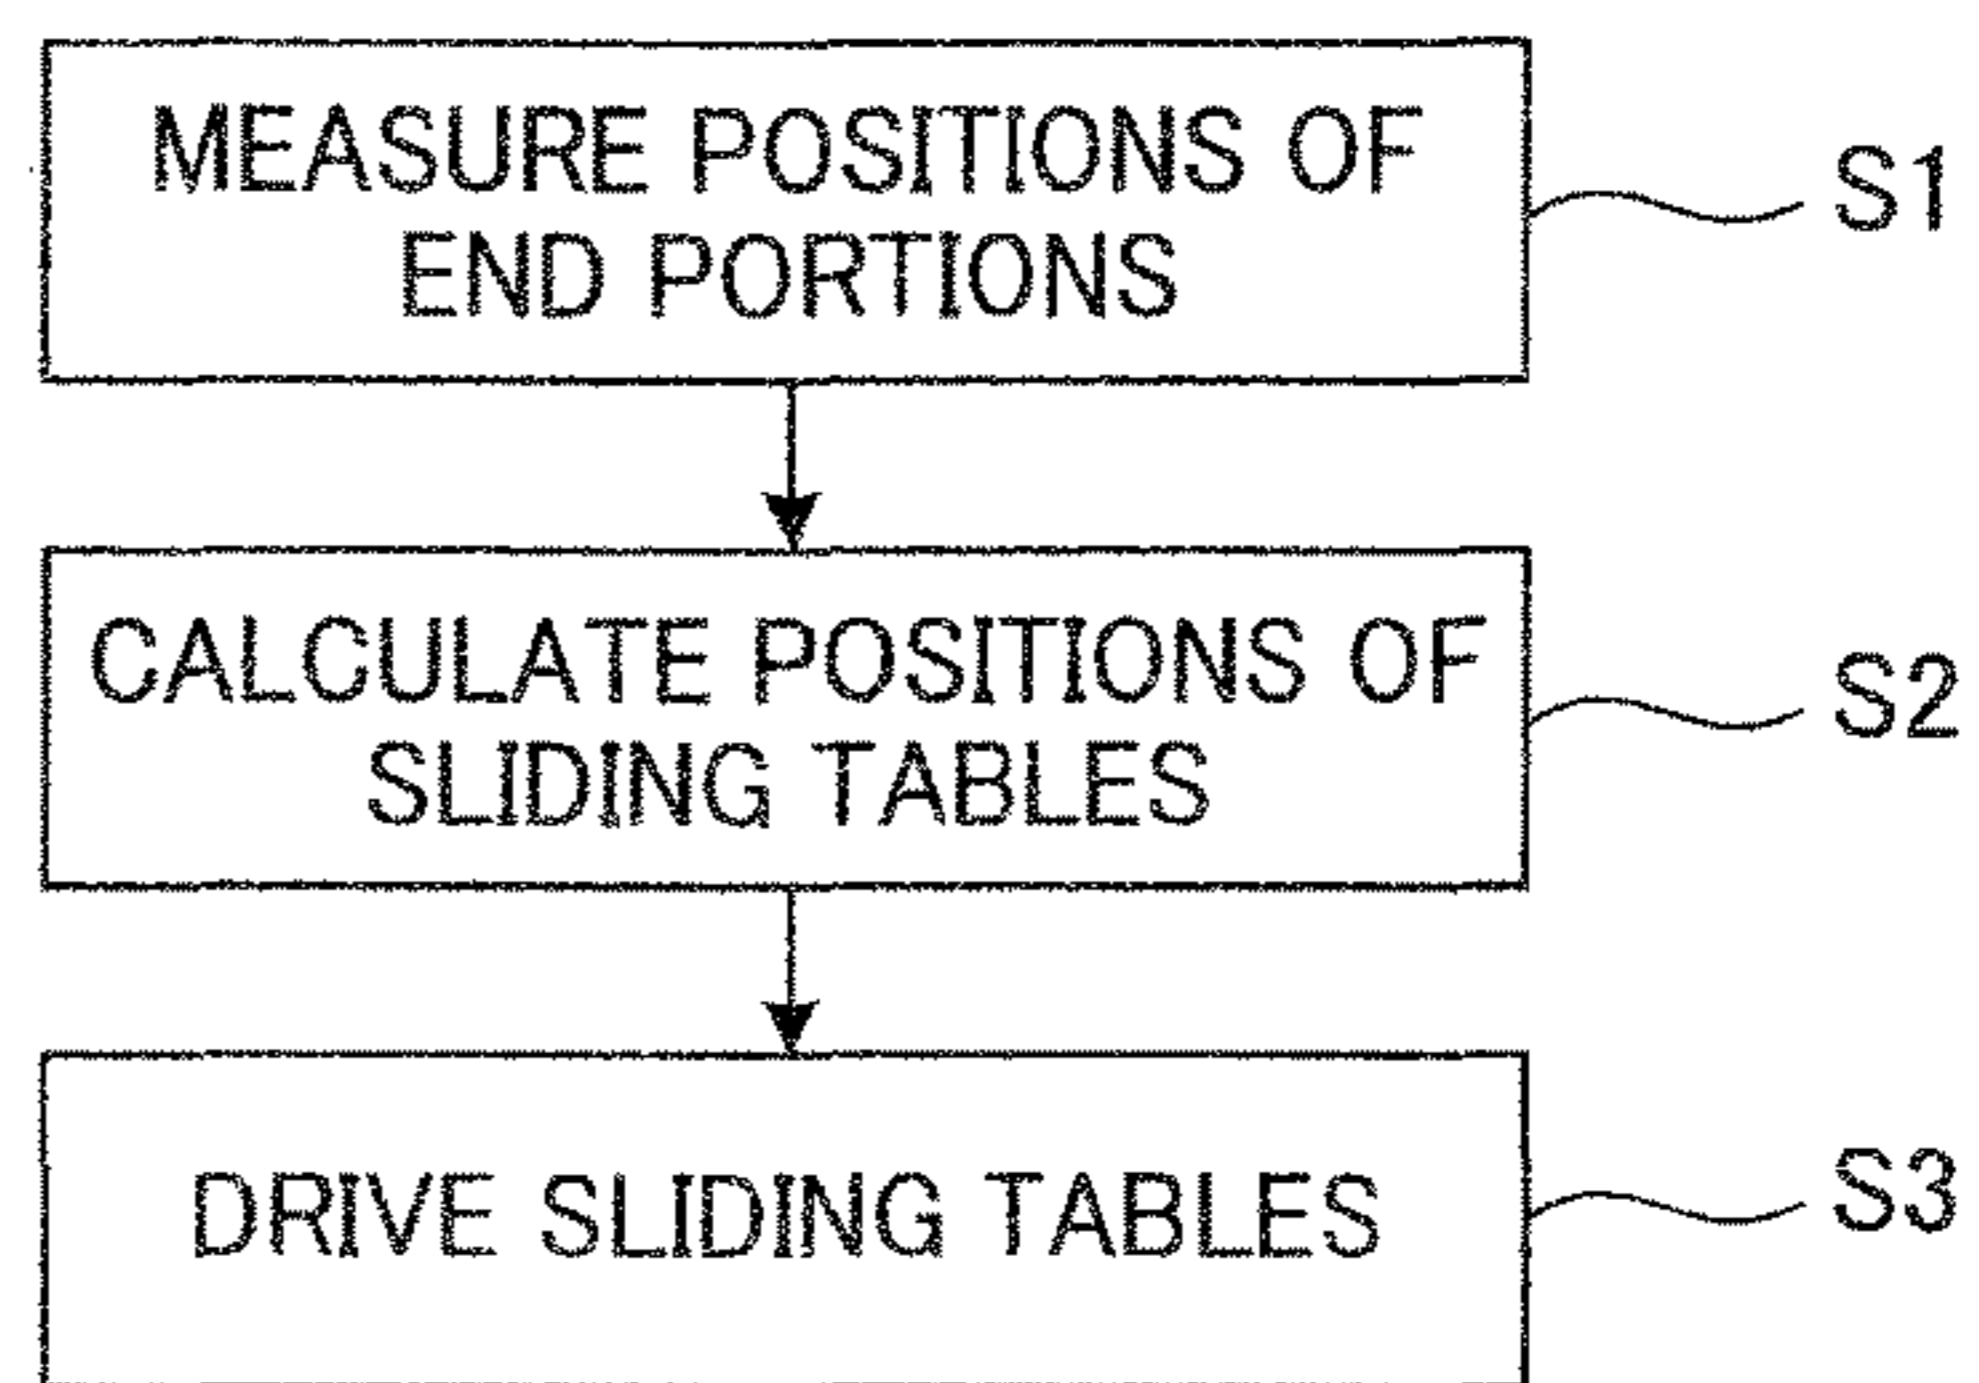 MEASURE POSITIONS OF
END PORTIONS
S1
CALCULATE POSITIONS OF
SLIDING TABLES
S2
DRIVE SLIDING TABLES
S3